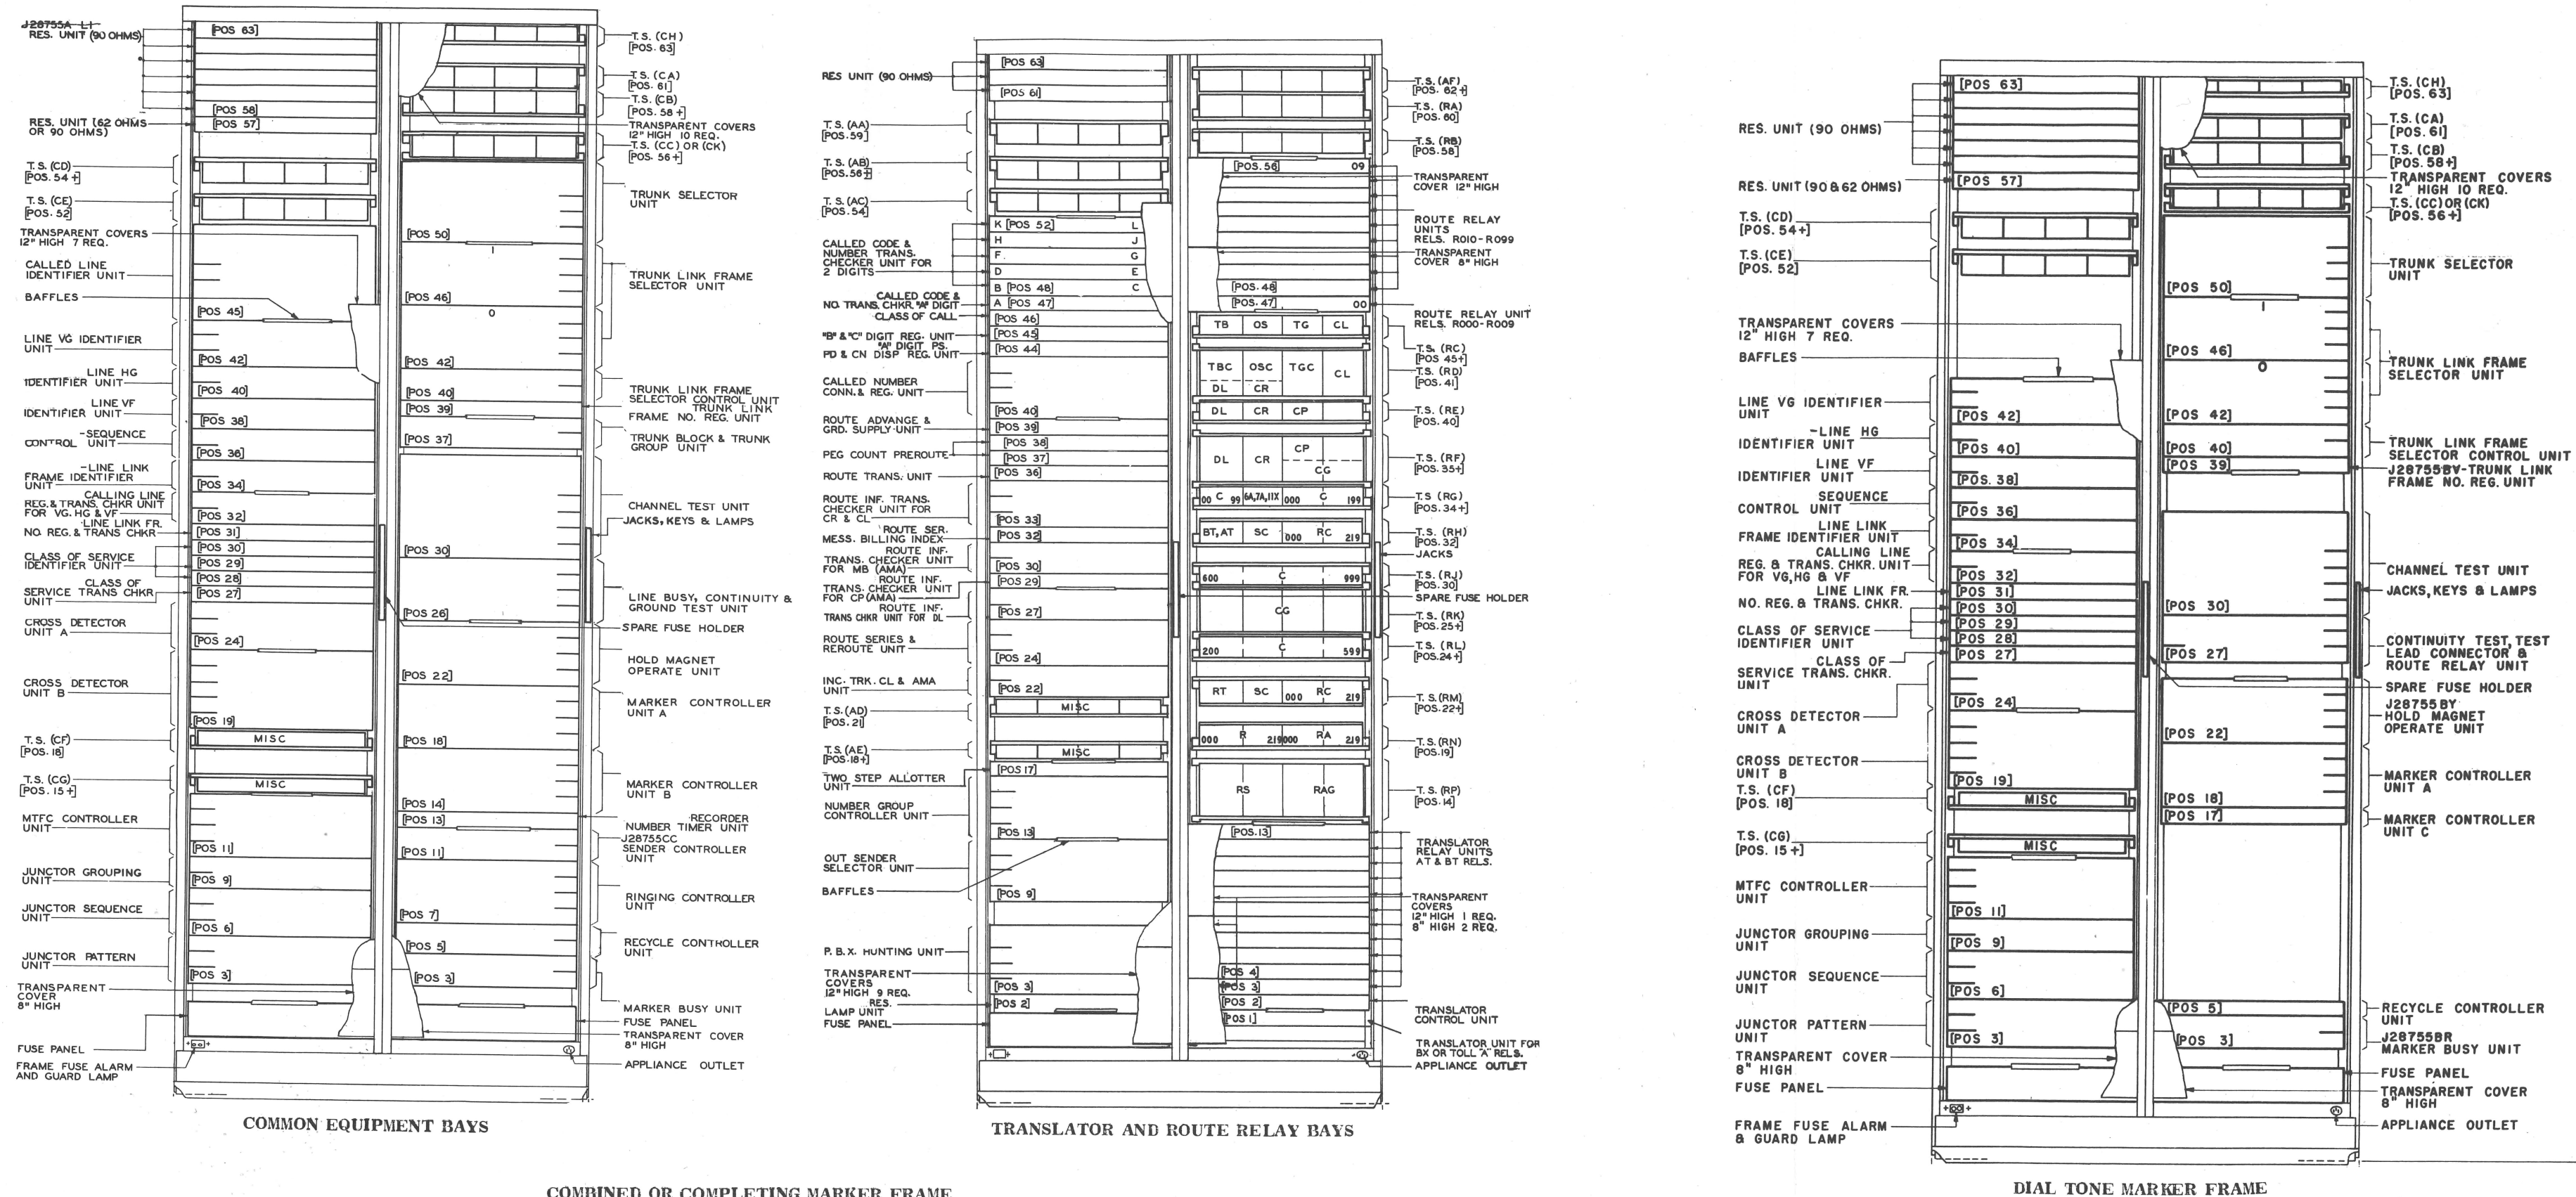 J28755A L1
RES. UNIT (90 OHMS)
RES. UNIT (62 OHMS
OR 90 OHMS)
T.S. (CD)
[POS. 54+]
T.S. (CE)
[POS. 52]
TRANSPARENT COVERS
12" HIGH 7 REQ.
CALLED LINE
IDENTIFIER UNIT
BAFFLES
LINE VG IDENTIFIER
UNIT
LINE HG
IDENTIFIER UNIT
LINE VF
IDENTIFIER UNIT
-SEQUENCE
CONTROL UNIT
-LINE LINK
FRAME IDENTIFIER
UNIT
CALLING LINE
REG. & TRANS. CHKR UNIT
FOR VG. HG & VF
-LINE LINK FR.
NO. REG. & TRANS CHKR
CLASS OF SERVICE
IDENTIFIER UNIT
CLASS OF
SERVICE TRANS CHKR
UNIT
CROSS DETECTOR
UNIT A
CROSS DETECTOR
UNIT B
T.S. (CF)
[POS. 18]
T.S. (CG)
[POS. 15+]
MTFC CONTROLLER
UNIT
JUNCTOR GROUPING
UNIT
JUNCTOR SEQUENCE
UNIT
JUNCTOR PATTERN
UNIT
TRANSPARENT
COVER
8" HIGH
FUSE PANEL
FRAME FUSE ALARM
AND GUARD LAMP
[POS 63]
[POS 58]
[POS 57]
[POS 45]
[POS 42]
[POS 40]
[POS 38]
[POS 36]
[POS 34]
[POS 32]
[POS 31]
[POS 30]
[POS 29]
[POS 28]
[POS 27]
[POS 24]
[POS 19]
MISC
MISC
[POS 11]
[POS 9]
[POS 6]
[POS 3]
[POS 50]
1
[POS 46]
0
[POS 42]
[POS 40]
[POS 39]
[POS 37]
[POS 30]
[POS 26]
[POS 22]
[POS 18]
[POS 14]
[POS 13]
[POS 11]
[POS 7]
[POS 5]
[POS 3]
T.S. (CH)
[POS. 63]
T.S. (CA)
[POS. 61]
T.S. (CB)
[POS. 58+]
TRANSPARENT COVERS
12" HIGH 10 REQ.
T.S. (CC) OR (CK)
[POS. 56+]
TRUNK SELECTOR
UNIT
TRUNK LINK FRAME
SELECTOR UNIT
TRUNK LINK FRAME
SELECTOR CONTROL UNIT
TRUNK LINK
FRAME NO. REG. UNIT
TRUNK BLOCK & TRUNK
GROUP UNIT
CHANNEL TEST UNIT
JACKS, KEYS & LAMPS
LINE BUSY, CONTINUITY &
GROUND TEST UNIT
SPARE FUSE HOLDER
HOLD MAGNET
OPERATE UNIT
MARKER CONTROLLER
UNIT A
MARKER CONTROLLER
UNIT B
RECORDER
NUMBER TIMER UNIT
J28755CC
SENDER CONTROLLER
UNIT
RINGING CONTROLLER
UNIT
RECYCLE CONTROLLER
UNIT
MARKER BUSY UNIT
FUSE PANEL
TRANSPARENT COVER
8" HIGH
APPLIANCE OUTLET
COMMON EQUIPMENT BAYS
RES UNIT (90 OHMS)
T. S. (AA)
[POS.59]
T. S. (AB)
[POS.56+]
T. S. (AC)
[POS.54]
CALLED CODE &
NUMBER TRANS.
CHECKER UNIT FOR
2 DIGITS
CALLED CODE &
NO. TRANS. CHKR. "A" DIGIT
CLASS OF CALL
"B" & "C" DIGIT REG. UNIT
"A" DIGIT PS.
PD & CN DISP REG. UNIT
CALLED NUMBER
CONN. & REG. UNIT
ROUTE ADVANCE &
GRD. SUPPLY UNIT
PEG COUNT PREROUTE
ROUTE TRANS. UNIT
ROUTE INF. TRANS.
CHECKER UNIT FOR
CR & CL
ROUTE SER.
MESS. BILLING INDEX
ROUTE INF.
TRANS. CHECKER UNIT
FOR MB (AMA)
ROUTE INF.
TRANS. CHECKER UNIT
FOR CP (AMA)
ROUTE INF.
TRANS CHKR UNIT FOR DL
ROUTE SERIES &
REROUTE UNIT
INC. TRK. CL & AMA
UNIT
T. S. (AD)
[POS.21]
T.S. (AE)
[POS.18+]
TWO STEP ALLOTTER
UNIT
NUMBER GROUP
CONTROLLER UNIT
OUT SENDER
SELECTOR UNIT
BAFFLES
P. B. X. HUNTING UNIT
TRANSPARENT
COVERS
12" HIGH 9 REQ.
RES.
LAMP UNIT
FUSE PANEL
[POS 63]
[POS 61]
K [POS 52] L
H J
F G
D E
B [POS 48] C
A [POS 47]
[POS 46]
[POS 45]
[POS 44]
[POS 40]
[POS 39]
[POS 38]
[POS 37]
[POS 36]
[POS 33]
[POS 32]
[POS 30]
[POS 29]
[POS 27]
[POS 24]
[POS 22]
MISC
MISC
[POS 17]
[POS 13]
[POS 9]
[POS 3]
[POS 2]
[POS. 56] 09
[POS. 48]
[POS. 47] 00
TB OS TG CL
TBC OSC TGC CL
DL CR
DL CR CP
DL CR CP
CG
00 C 99 6A,7A,11X 000 C 199
BT, AT SC 000 RC 219
600 C 999
CG
200 C 599
RT SC 000 RC 219
000 R 219 000 RA 219
RS RAG
[POS.13]
[POS 4]
[POS 3]
[POS 2]
[POS 1]
T. S. (AF)
[POS. 62+]
T. S. (RA)
[POS. 60]
T. S. (RB)
[POS. 58]
TRANSPARENT
COVER 12" HIGH
ROUTE RELAY
UNITS
RELS. R010-R099
TRANSPARENT
COVER 8" HIGH
ROUTE RELAY UNIT
RELS. R000-R009
T. S. (RC)
[POS 45+]
T. S. (RD)
[POS. 41]
T. S. (RE)
[POS. 40]
T. S. (RF)
[POS. 35+]
T. S (RG)
[POS. 34+]
T. S. (RH)
[POS. 32]
JACKS
T. S. (RJ)
[POS.30]
SPARE FUSE HOLDER
T. S. (RK)
[POS.25+]
T. S. (RL)
[POS.24+]
T. S. (RM)
[POS.22+]
T. S. (RN)
[POS.19]
T. S. (RP)
[POS.14]
TRANSLATOR
RELAY UNITS
AT & BT RELS.
TRANSPARENT
COVERS
12" HIGH 1 REQ.
8" HIGH 2 REQ.
TRANSLATOR
CONTROL UNIT
TRANSLATOR UNIT FOR
BX OR TOLL "A" RELS.
APPLIANCE OUTLET
TRANSLATOR AND ROUTE RELAY BAYS
COMBINED OR COMPLETING MARKER FRAME
RES. UNIT (90 OHMS)
RES. UNIT (90 & 62 OHMS)
T.S. (CD)
[POS. 54+]
T.S. (CE)
[POS. 52]
TRANSPARENT COVERS
12" HIGH 7 REQ.
BAFFLES
LINE VG IDENTIFIER
UNIT
-LINE HG
IDENTIFIER UNIT
LINE VF
IDENTIFIER UNIT
SEQUENCE
CONTROL UNIT
LINE LINK
FRAME IDENTIFIER UNIT
CALLING LINE
REG. & TRANS. CHKR. UNIT
FOR VG,HG & VF
LINE LINK FR.
NO. REG. & TRANS. CHKR.
CLASS OF SERVICE
IDENTIFIER UNIT
CLASS OF
SERVICE TRANS. CHKR.
UNIT
CROSS DETECTOR
UNIT A
CROSS DETECTOR
UNIT B
T.S. (CF)
[POS. 18]
T.S. (CG)
[POS. 15+]
MTFC CONTROLLER
UNIT
JUNCTOR GROUPING
UNIT
JUNCTOR SEQUENCE
UNIT
JUNCTOR PATTERN
UNIT
TRANSPARENT COVER
8" HIGH
FUSE PANEL
FRAME FUSE ALARM
& GUARD LAMP
[POS 63]
[POS 57]
[POS 42]
[POS 40]
[POS. 38]
[POS 36]
[POS 34]
[POS 32]
[POS 31]
[POS 30]
[POS 29]
[POS 28]
[POS 27]
[POS 24]
[POS 19]
MISC
MISC
[POS 11]
[POS 9]
[POS 6]
[POS 3]
[POS 50]
1
[POS 46]
0
[POS 42]
[POS 40]
[POS 39]
[POS 30]
[POS 27]
[POS 22]
[POS 18]
[POS 17]
[POS 5]
[POS 3]
T.S. (CH)
[POS. 63]
T.S. (CA)
[POS. 61]
T.S. (CB)
[POS. 58+]
TRANSPARENT COVERS
12" HIGH 10 REQ.
T.S. (CC) OR (CK)
[POS. 56+]
TRUNK SELECTOR
UNIT
TRUNK LINK FRAME
SELECTOR UNIT
TRUNK LINK FRAME
SELECTOR CONTROL UNIT
J28755BV-TRUNK LINK
FRAME NO. REG. UNIT
CHANNEL TEST UNIT
JACKS, KEYS & LAMPS
CONTINUITY TEST, TEST
LEAD CONNECTOR &
ROUTE RELAY UNIT
SPARE FUSE HOLDER
J28755 BY
HOLD MAGNET
OPERATE UNIT
MARKER CONTROLLER
UNIT A
MARKER CONTROLLER
UNIT C
RECYCLE CONTROLLER
UNIT
J28755BR
MARKER BUSY UNIT
FUSE PANEL
TRANSPARENT COVER
8" HIGH
APPLIANCE OUTLET
DIAL TONE MARKER FRAME